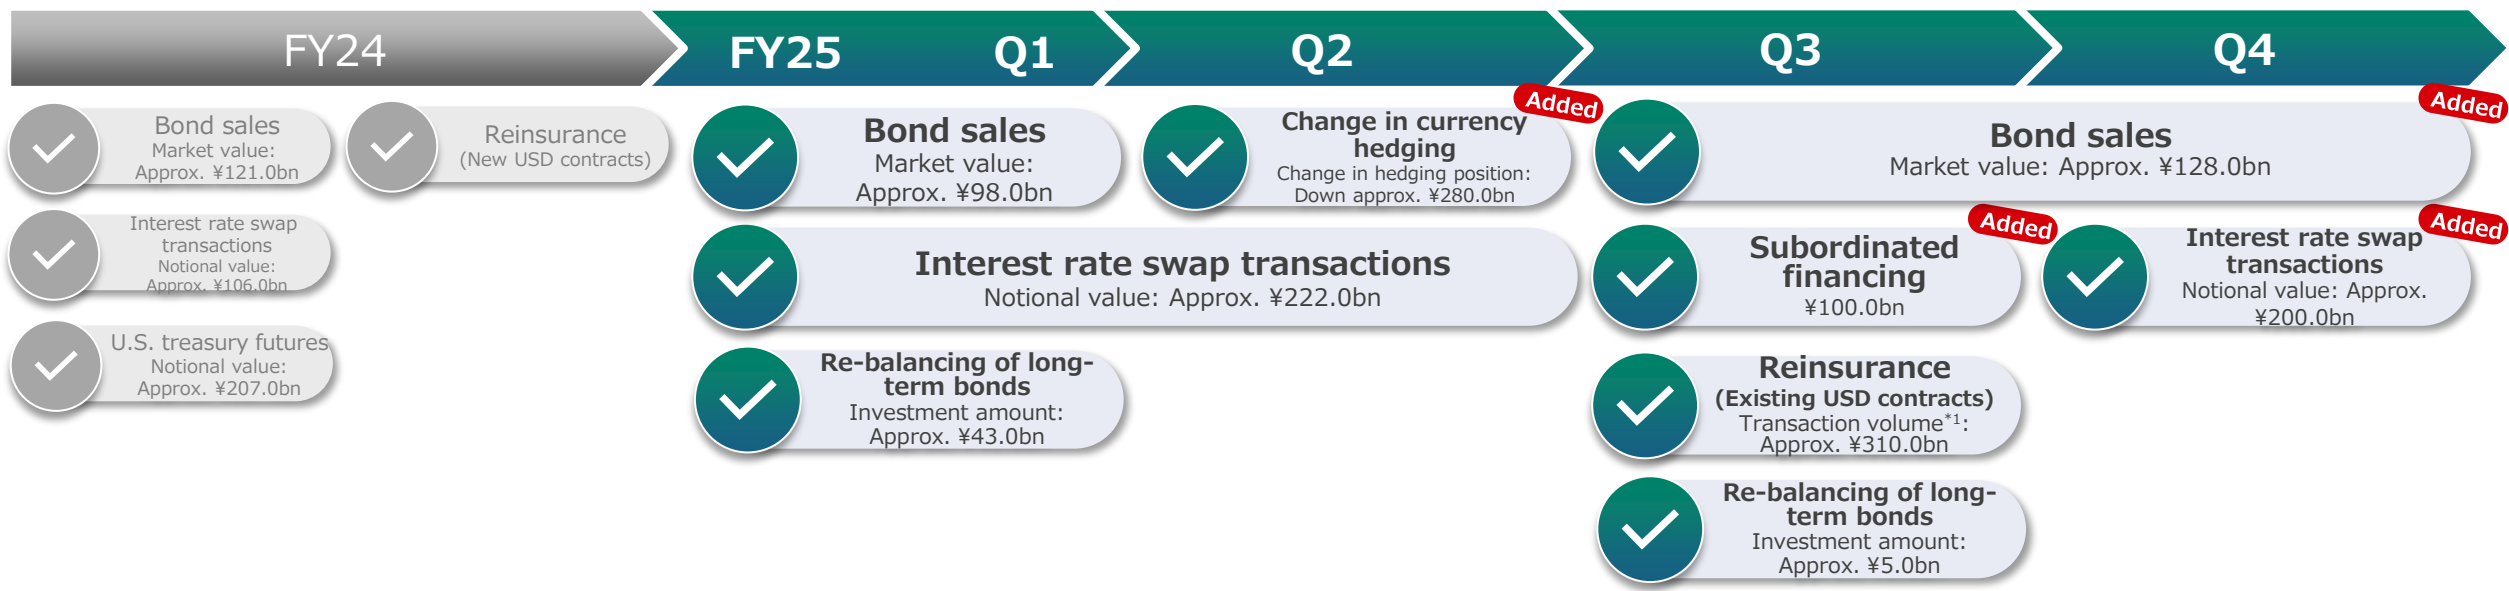 FY24
FY25
Q1
Q2
Q3
Q4
Bond sales
Market value:
Approx. ¥121.0bn
Reinsurance
(New USD contracts)
Interest rate swap
transactions
Notional value:
Approx. ¥106.0bn
U.S. treasury futures
Notional value:
Approx. ¥207.0bn
Bond sales
Market value:
Approx. ¥98.0bn
Added
Change in currency
hedging
Change in hedging position:
Down approx. ¥280.0bn
Added
Bond sales
Market value: Approx. ¥128.0bn
Interest rate swap transactions
Notional value: Approx. ¥222.0bn
Added
Subordinated
financing
¥100.0bn
Added
Interest rate swap
transactions
Notional value: Approx.
¥200.0bn
Re-balancing of long-
term bonds
Investment amount:
Approx. ¥43.0bn
Reinsurance
(Existing USD contracts)
Transaction volume*1:
Approx. ¥310.0bn
Re-balancing of long-
term bonds
Investment amount:
Approx. ¥5.0bn